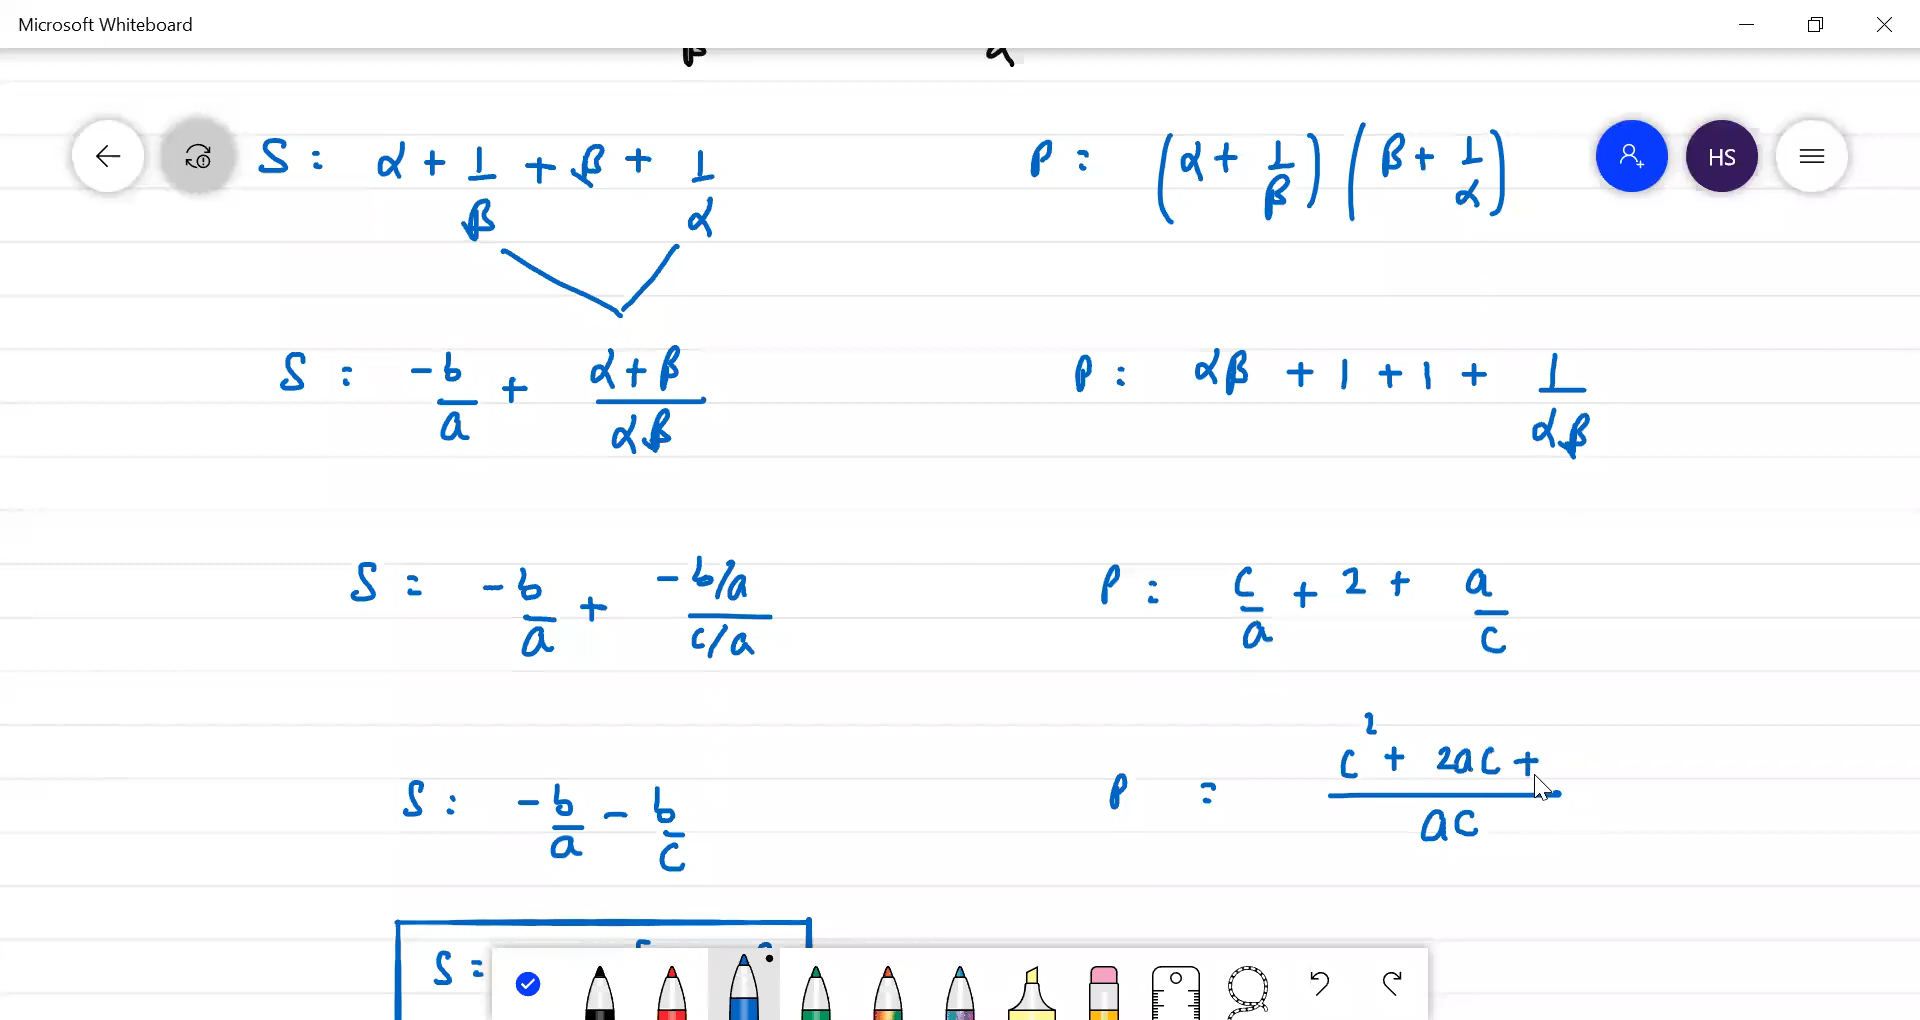 Microsoft Whiteboard
S = α + 1/β + β + 1/α
P = (α + 1/β) (β + 1/α)
HS
S = -b/a + (α+β)/(αβ)
P = αβ + 1 + 1 + 1/(αβ)
S = -b/a + (-b/a)/(c/a)
P = c/a + 2 + a/c
S = -b/a - b/c
P = (c² + 2ac +)/(ac)
S =